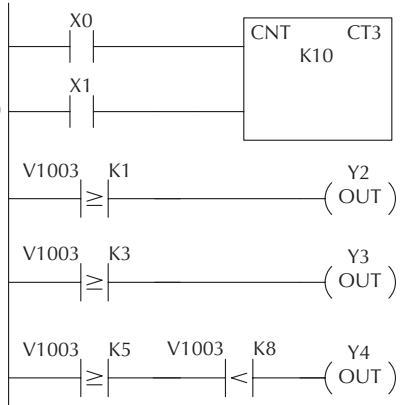 X0
CNT CT3
K10
X1
V1003 K1 Y2
≥ OUT
V1003 K3 Y3
≥ OUT
V1003 K5 V1003 K8 Y4
≥ < OUT